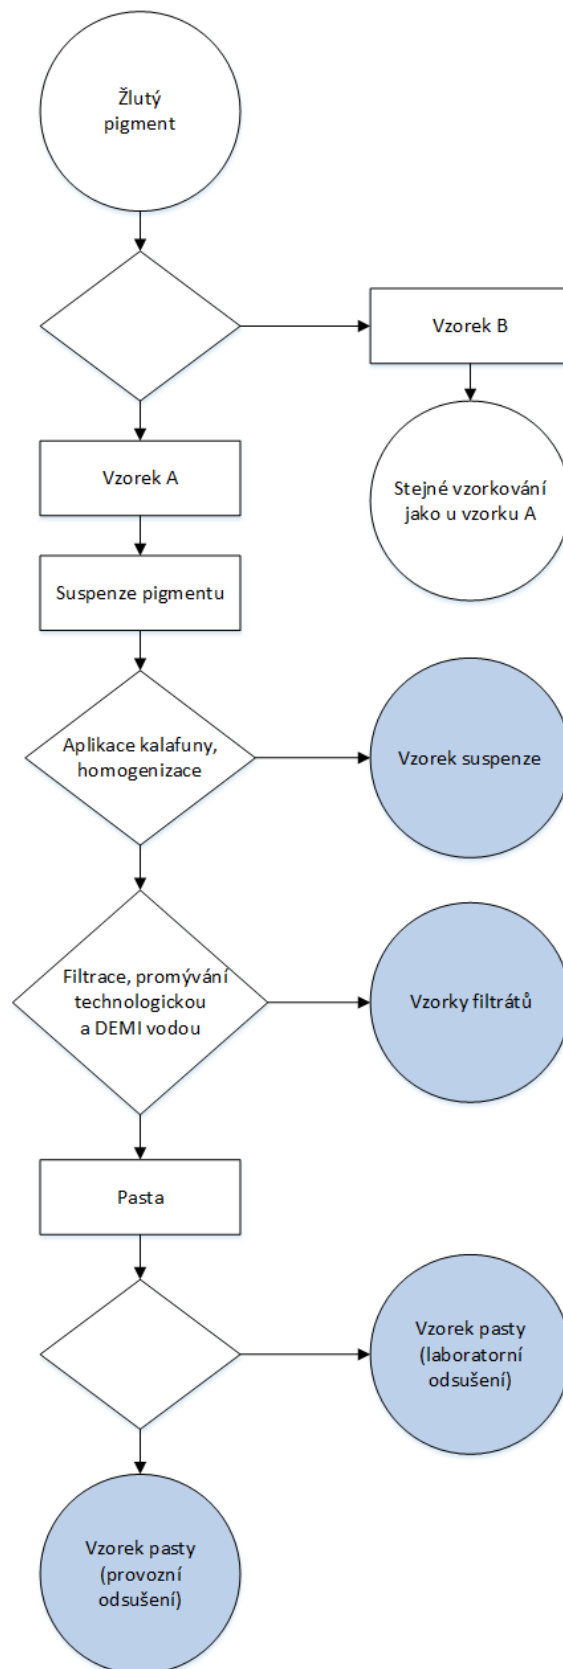 Žlutý
pigment
Vzorek B
Vzorek A
Stejné vzorkování
jako u vzorku A
Suspenze pigmentu
Aplikace kalafuny,
homogenizace
Vzorek suspenze
Filtrace, promývání
technologickou
a DEMI vodou
Vzorky filtrátů
Pasta
Vzorek pasty
(laboratorní
odsušení)
Vzorek pasty
(provozní
odsušení)